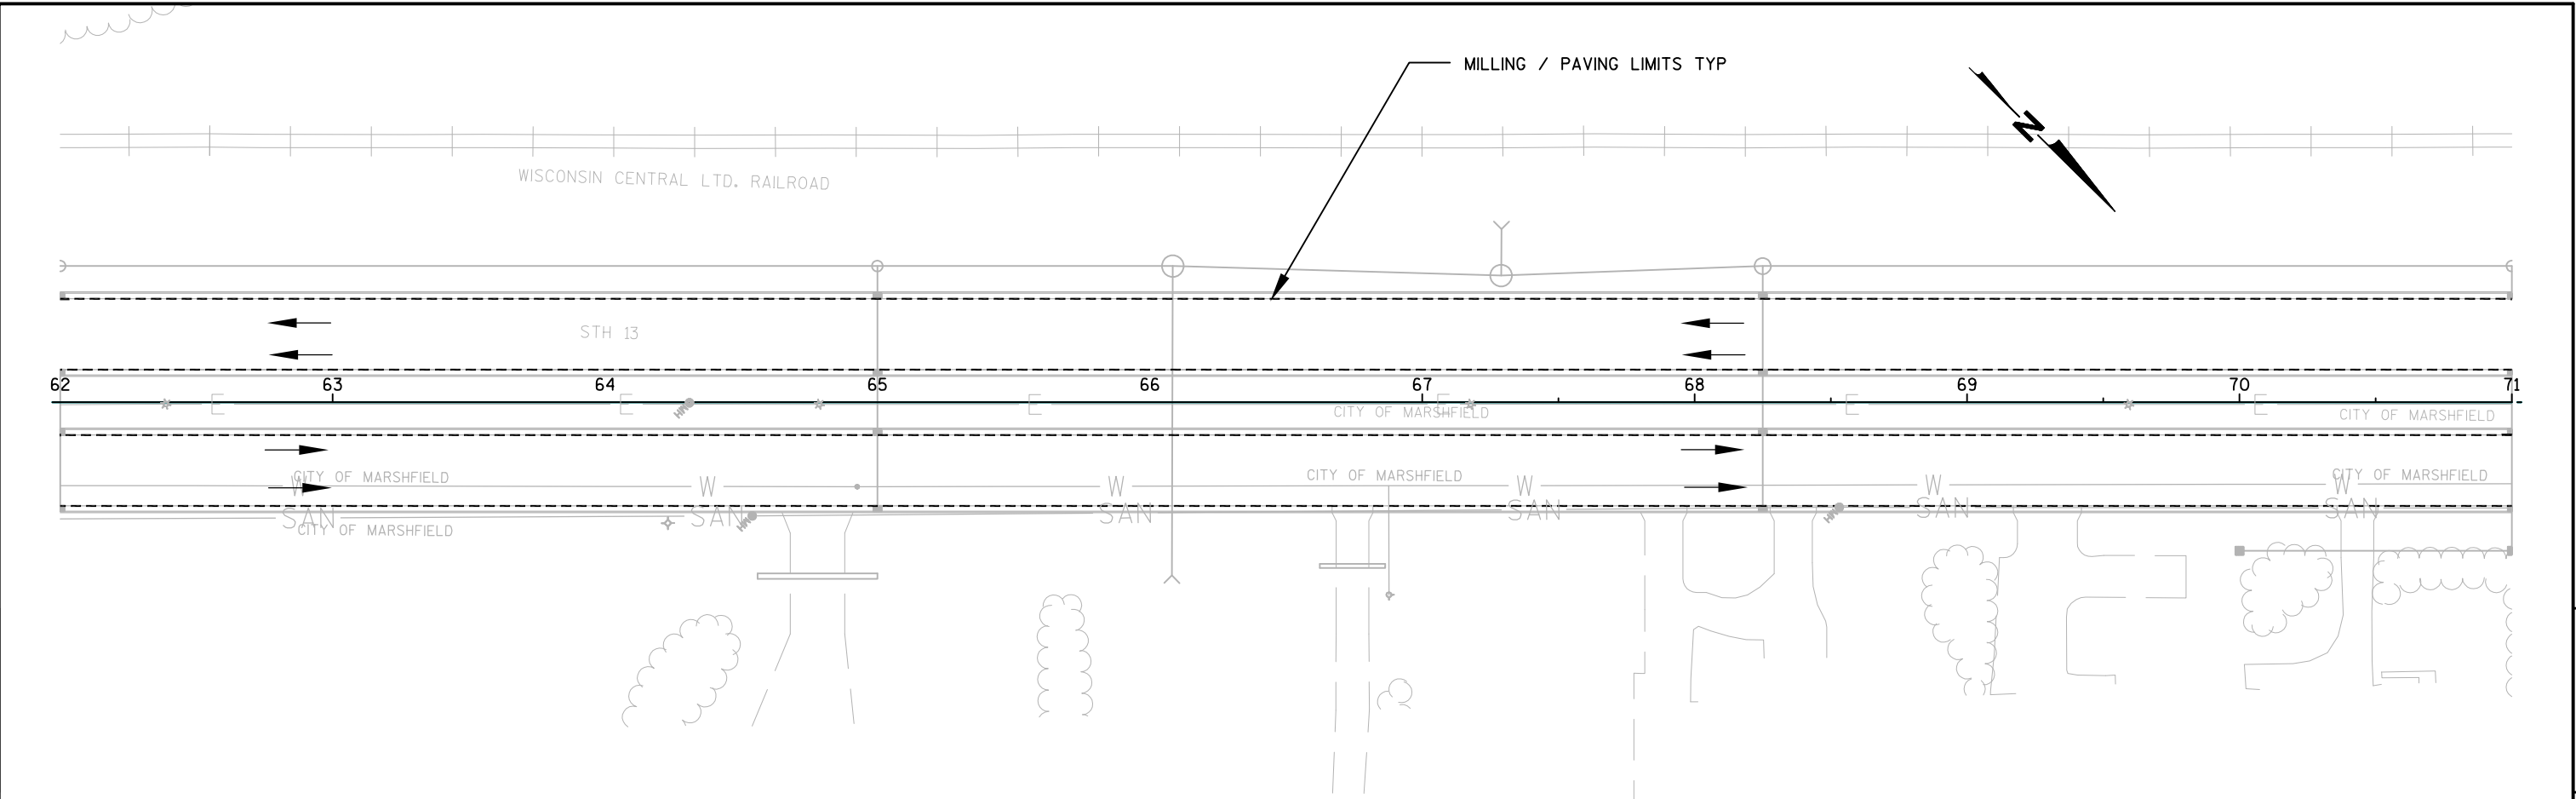 MILLING / PAVING LIMITS TYP
N
WISCONSIN CENTRAL LTD. RAILROAD
STH 13
62 63 64 65 66 67 68 69 70 71
E E E E E E
CITY OF MARSHFIELD CITY OF MARSHFIELD
CITY OF MARSHFIELD CITY OF MARSHFIELD CITY OF MARSHFIELD
W W W W W W
SAN SAN SAN SAN SAN SAN
CITY OF MARSHFIELD